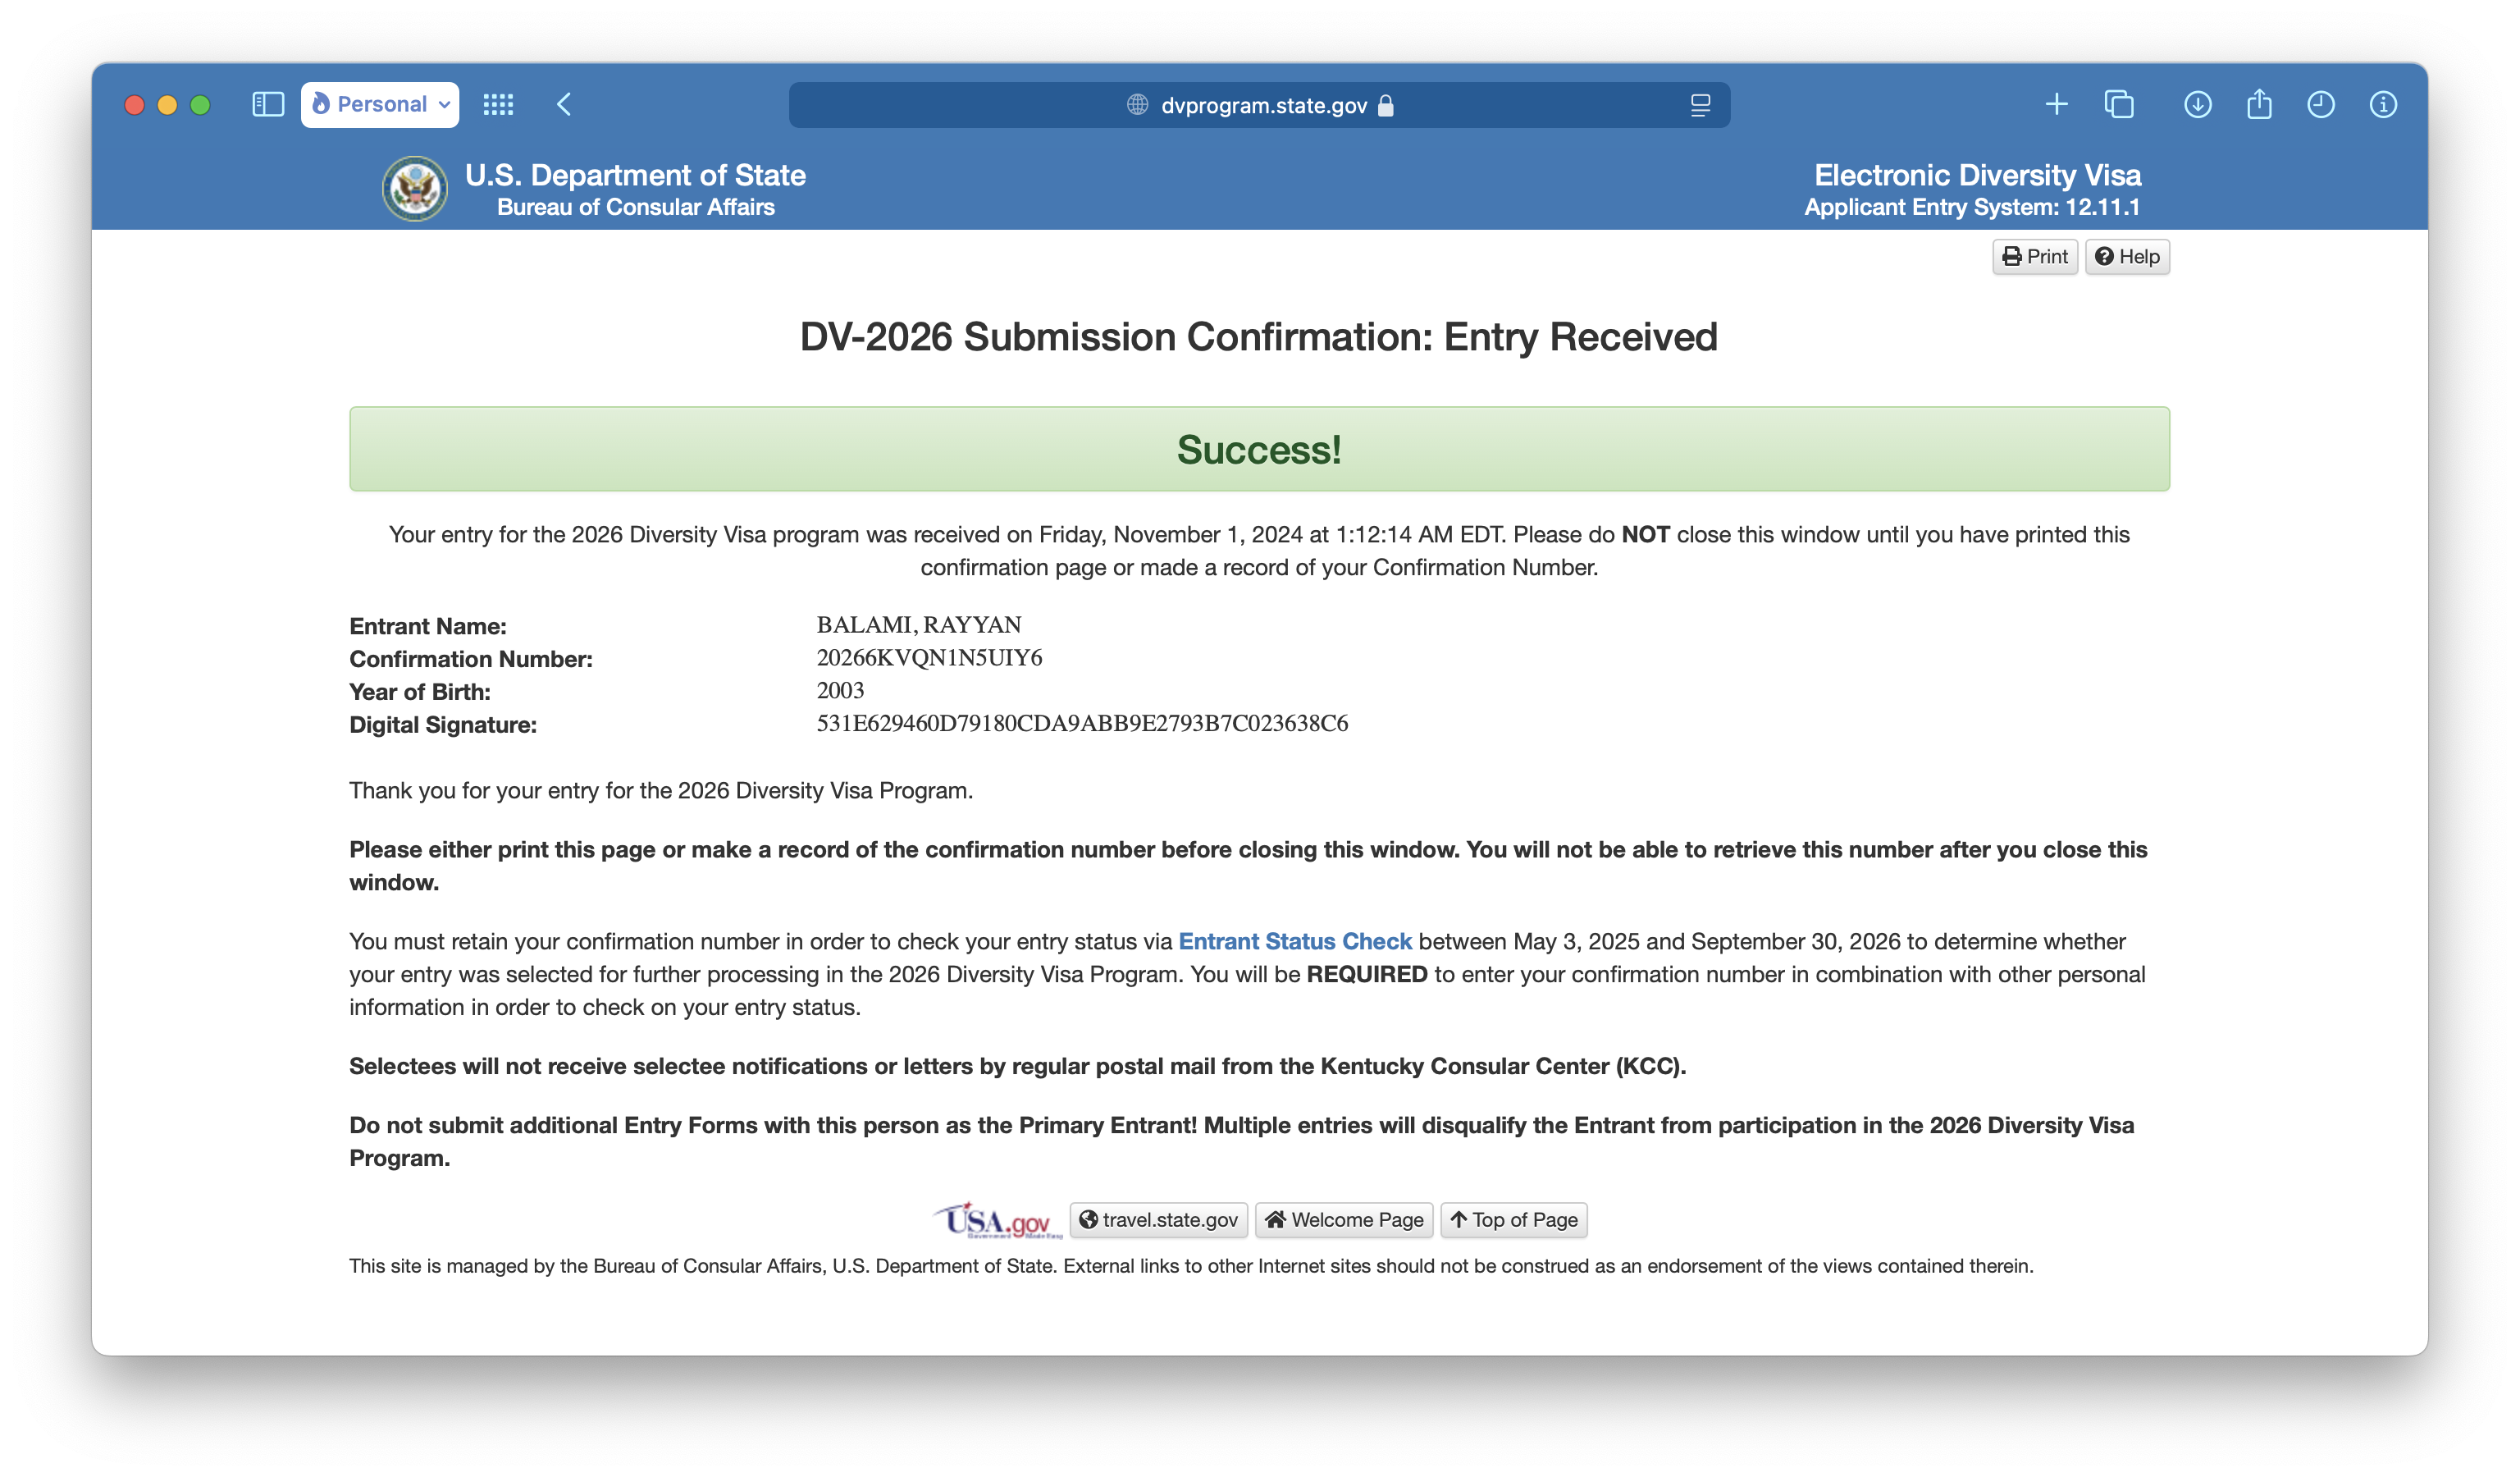 Personal
dvprogram.state.gov
U.S. Department of State
Bureau of Consular Affairs
Electronic Diversity Visa
Applicant Entry System: 12.11.1
Print
Help
DV-2026 Submission Confirmation: Entry Received
Success!
Your entry for the 2026 Diversity Visa program was received on Friday, November 1, 2024 at 1:12:14 AM EDT. Please do NOT close this window until you have printed this
confirmation page or made a record of your Confirmation Number.
Entrant Name: BALAMI, RAYYAN
Confirmation Number: 20266KVQN1N5UIY6
Year of Birth: 2003
Digital Signature: 531E629460D79180CDA9ABB9E2793B7C023638C6
Thank you for your entry for the 2026 Diversity Visa Program.
Please either print this page or make a record of the confirmation number before closing this window. You will not be able to retrieve this number after you close this
window.
You must retain your confirmation number in order to check your entry status via Entrant Status Check between May 3, 2025 and September 30, 2026 to determine whether
your entry was selected for further processing in the 2026 Diversity Visa Program. You will be REQUIRED to enter your confirmation number in combination with other personal
information in order to check on your entry status.
Selectees will not receive selectee notifications or letters by regular postal mail from the Kentucky Consular Center (KCC).
Do not submit additional Entry Forms with this person as the Primary Entrant! Multiple entries will disqualify the Entrant from participation in the 2026 Diversity Visa
Program.
USA.gov
Government Made Easy
travel.state.gov
Welcome Page
Top of Page
This site is managed by the Bureau of Consular Affairs, U.S. Department of State. External links to other Internet sites should not be construed as an endorsement of the views contained therein.